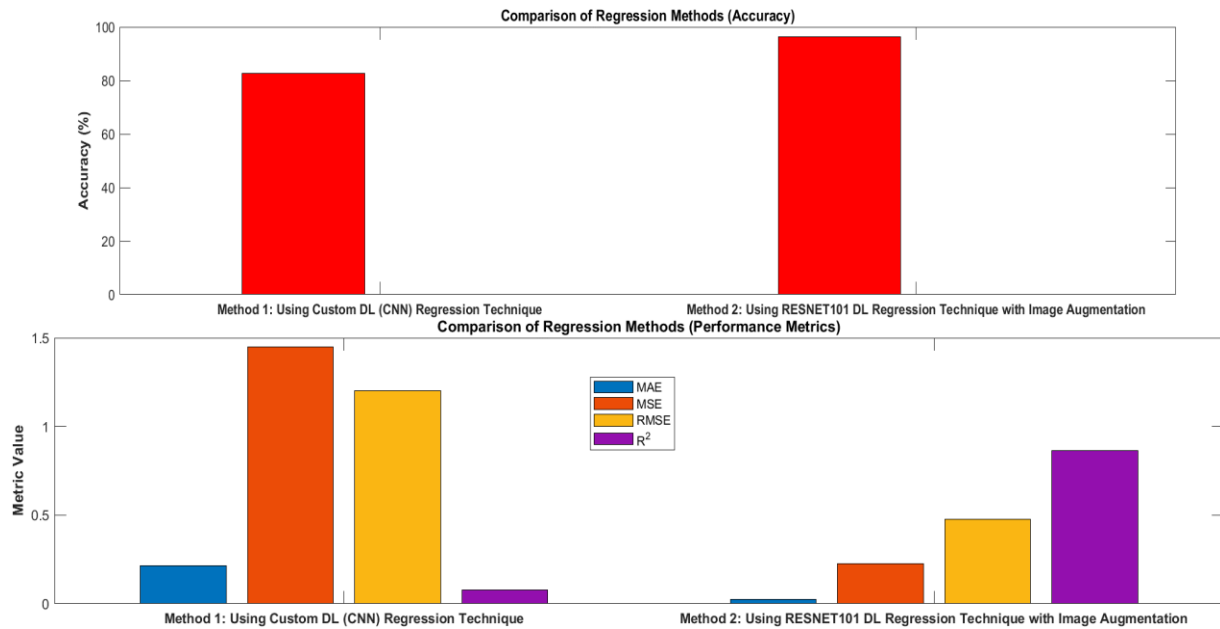 Comparison of Regression Methods (Accuracy)
100
80
60
40
20
0
Accuracy (%)
Method 1: Using Custom DL (CNN) Regression Technique
Method 2: Using RESNET101 DL Regression Technique with Image Augmentation
Comparison of Regression Methods (Performance Metrics)
1.5
1
0.5
0
Metric Value
MAE
MSE
RMSE
R²
Method 1: Using Custom DL (CNN) Regression Technique
Method 2: Using RESNET101 DL Regression Technique with Image Augmentation